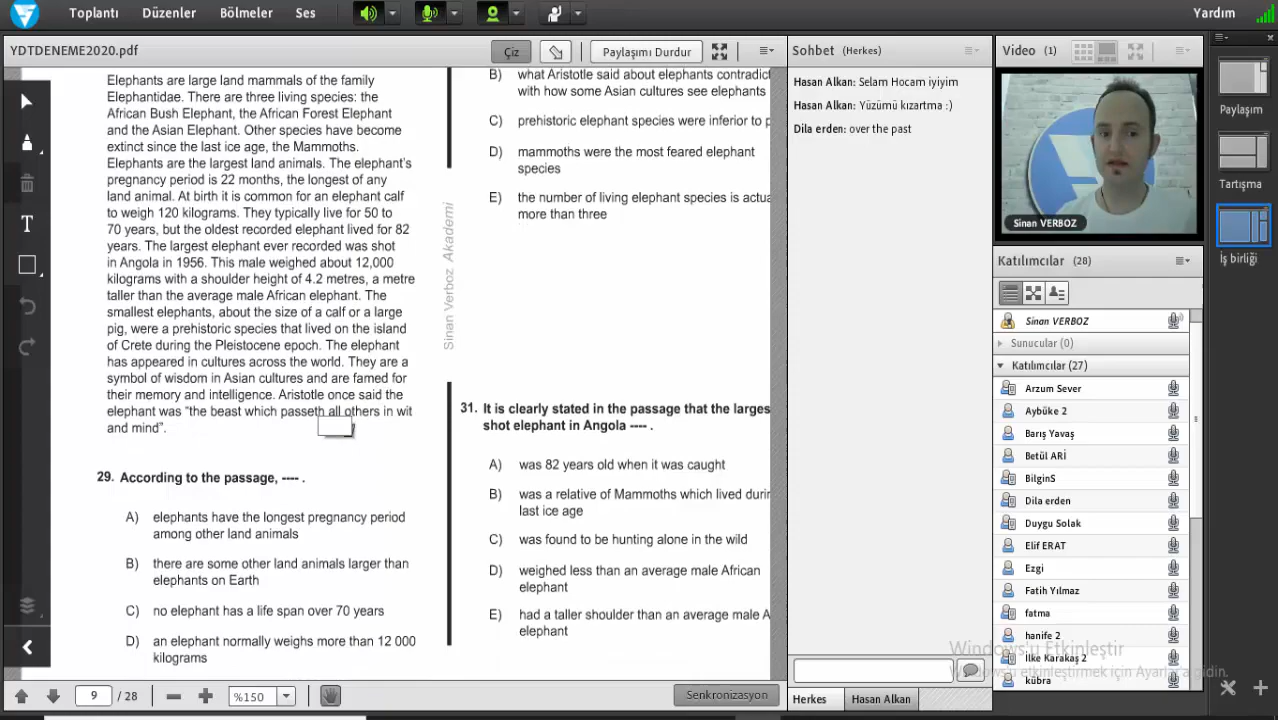 Toplantı Düzenler Bölmeler Ses Yardım
YDTDENEME2020.pdf
Çiz
Paylaşımı Durdur
Elephants are large land mammals of the family
Elephantidae. There are three living species: the
African Bush Elephant, the African Forest Elephant
and the Asian Elephant. Other species have become
extinct since the last ice age, the Mammoths.
Elephants are the largest land animals. The elephant's
pregnancy period is 22 months, the longest of any
land animal. At birth it is common for an elephant calf
to weigh 120 kilograms. They typically live for 50 to
70 years, but the oldest recorded elephant lived for 82
years. The largest elephant ever recorded was shot
in Angola in 1956. This male weighed about 12,000
kilograms with a shoulder height of 4.2 metres, a metre
taller than the average male African elephant. The
smallest elephants, about the size of a calf or a large
pig, were a prehistoric species that lived on the island
of Crete during the Pleistocene epoch. The elephant
has appeared in cultures across the world. They are a
symbol of wisdom in Asian cultures and are famed for
their memory and intelligence. Aristotle once said the
elephant was “the beast which passeth all others in wit
and mind”.
29. According to the passage, ---- .
A) elephants have the longest pregnancy period
among other land animals
B) there are some other land animals larger than
elephants on Earth
C) no elephant has a life span over 70 years
D) an elephant normally weighs more than 12 000
kilograms
Sinan Verboz Akademi
B) what Aristotle said about elephants contradict
with how some Asian cultures see elephants
C) prehistoric elephant species were inferior to p
D) mammoths were the most feared elephant
species
E) the number of living elephant species is actua
more than three
31. It is clearly stated in the passage that the larges
shot elephant in Angola ---- .
A) was 82 years old when it was caught
B) was a relative of Mammoths which lived durin
last ice age
C) was found to be hunting alone in the wild
D) weighed less than an average male African
elephant
E) had a taller shoulder than an average male A
elephant
9 / 28
%150
Senkronizasyon
Sohbet (Herkes)
Hasan Alkan: Selam Hocam iyiyim
Hasan Alkan: Yüzümü kızartma :)
Dila erden: over the past
Herkes
Hasan Alkan
Video (1)
Sinan VERBOZ
Katılımcılar (28)
Sinan VERBOZ
Sunucular (0)
Katılımcılar (27)
Arzum Sever
Aybüke 2
Barış Yavaş
Betül ARİ
BilginS
Dila erden
Duygu Solak
Elif ERAT
Ezgi
Fatih Yılmaz
fatma
hanife 2
İlke Karakaş 2
kübra
Windows'u Etkinleştir
Windows'u etkinleştirmek için Ayarlar'a gidin.
Paylaşım
Tartışma
İş birliği